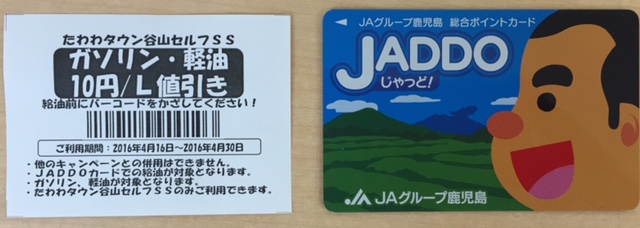 たわわタウン谷山セルフSS
ガソリン・軽油
10円/L値引き
給油前にバーコードをかざしてください!
ご利用期間:2016年4月16日~2016年4月30日
・他のキャンペーンとの併用はできません。
・JADDOカードでの給油が対象となります。
・ガソリン、軽油が対象となります。
・たわわタウン谷山セルフSSのみご利用できます。
JAグループ鹿児島 総合ポイントカード
JADDO
じゃっど!
JAグループ鹿児島